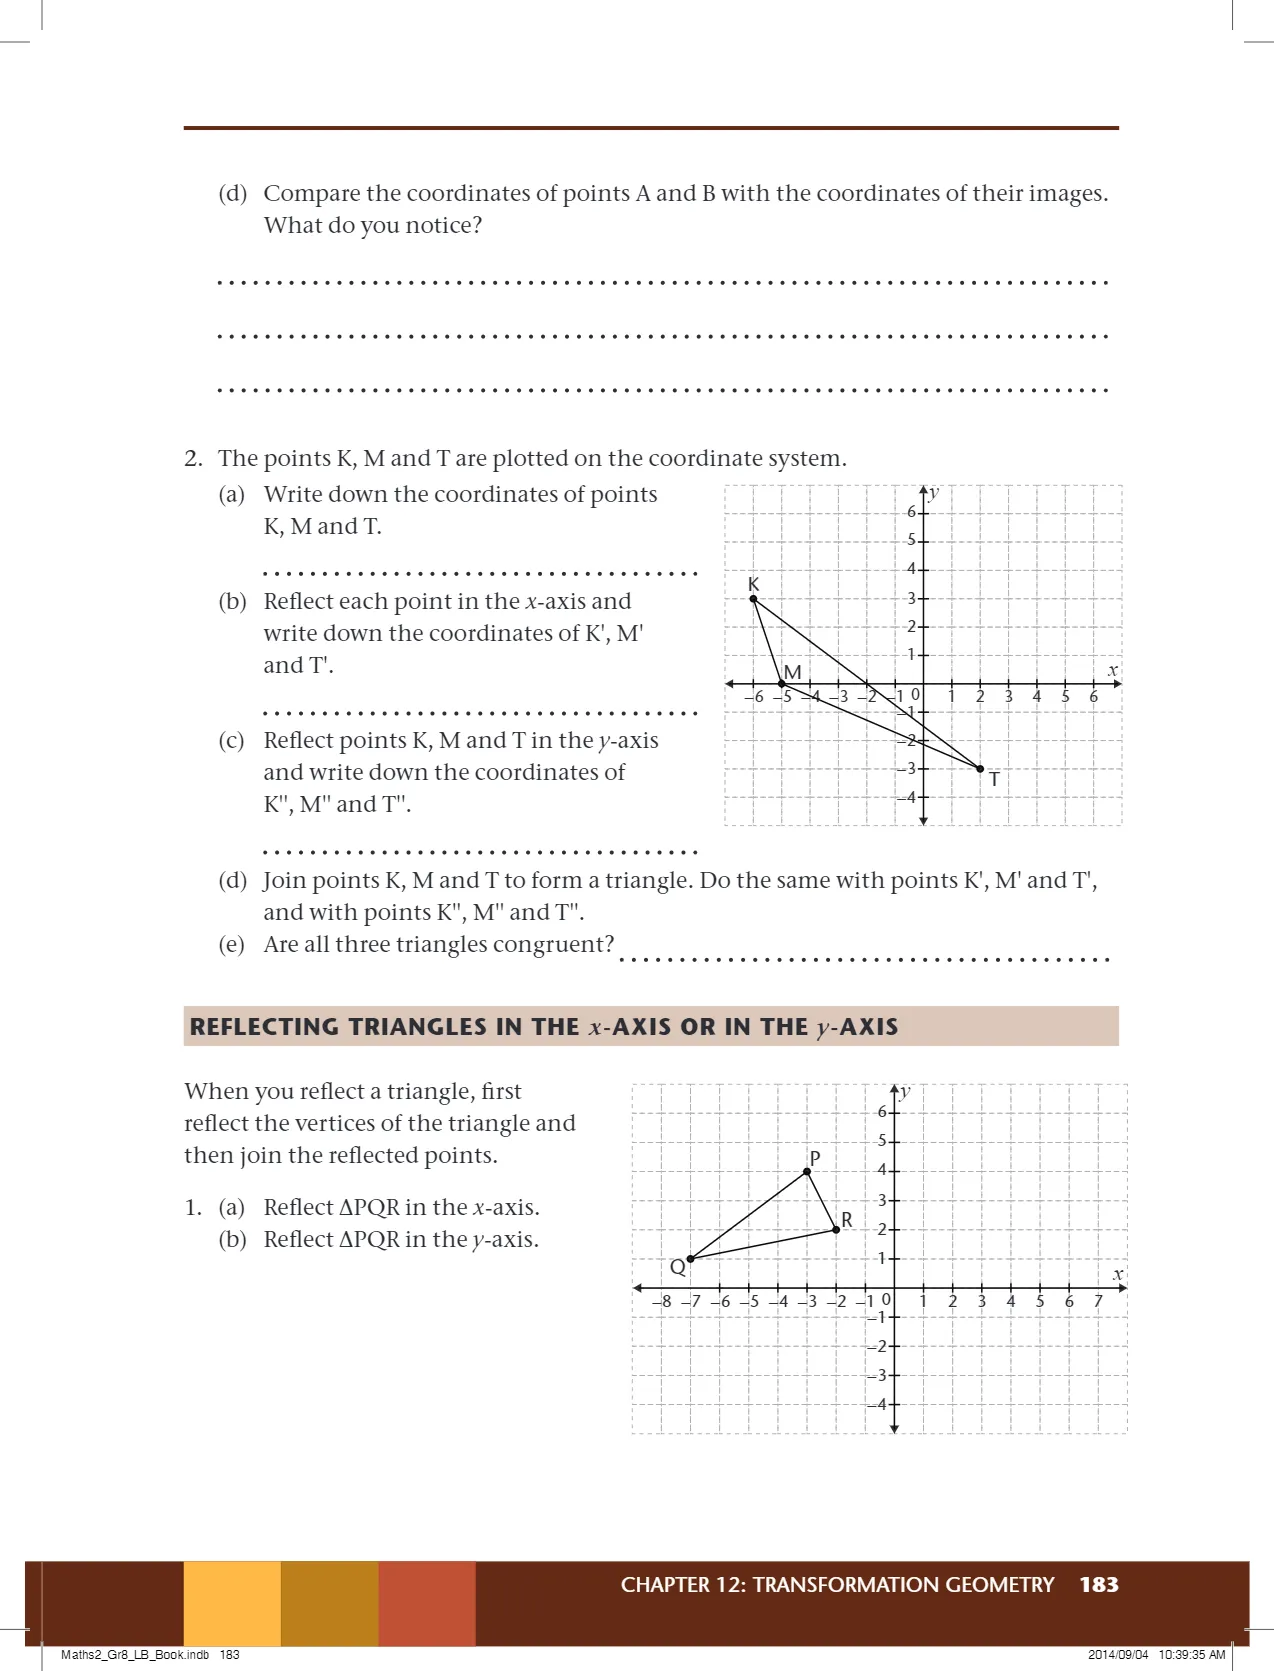 (d) Compare the coordinates of points A and B with the coordinates of their images.
What do you notice?
2. The points K, M and T are plotted on the coordinate system.
(a) Write down the coordinates of points
K, M and T.
(b) Reflect each point in the x-axis and
write down the coordinates of K', M'
and T'.
(c) Reflect points K, M and T in the y-axis
and write down the coordinates of
K'', M'' and T''.
y
6
5
4
K
3
2
1
M
x
–6 –5 –4 –3 –2 –1 0 1 2 3 4 5 6
–1
–2
–3
T
–4
(d) Join points K, M and T to form a triangle. Do the same with points K', M' and T',
and with points K'', M'' and T''.
(e) Are all three triangles congruent?
REFLECTING TRIANGLES IN THE x-AXIS OR IN THE y-AXIS
When you reflect a triangle, first
reflect the vertices of the triangle and
then join the reflected points.
1. (a) Reflect ΔPQR in the x-axis.
(b) Reflect ΔPQR in the y-axis.
y
6
5
P
4
3
R
2
1
Q
x
–8 –7 –6 –5 –4 –3 –2 –1 0 1 2 3 4 5 6 7
–1
–2
–3
–4
CHAPTER 12: TRANSFORMATION GEOMETRY 183
Maths2_Gr8_LB_Book.indb 183
2014/09/04 10:39:35 AM